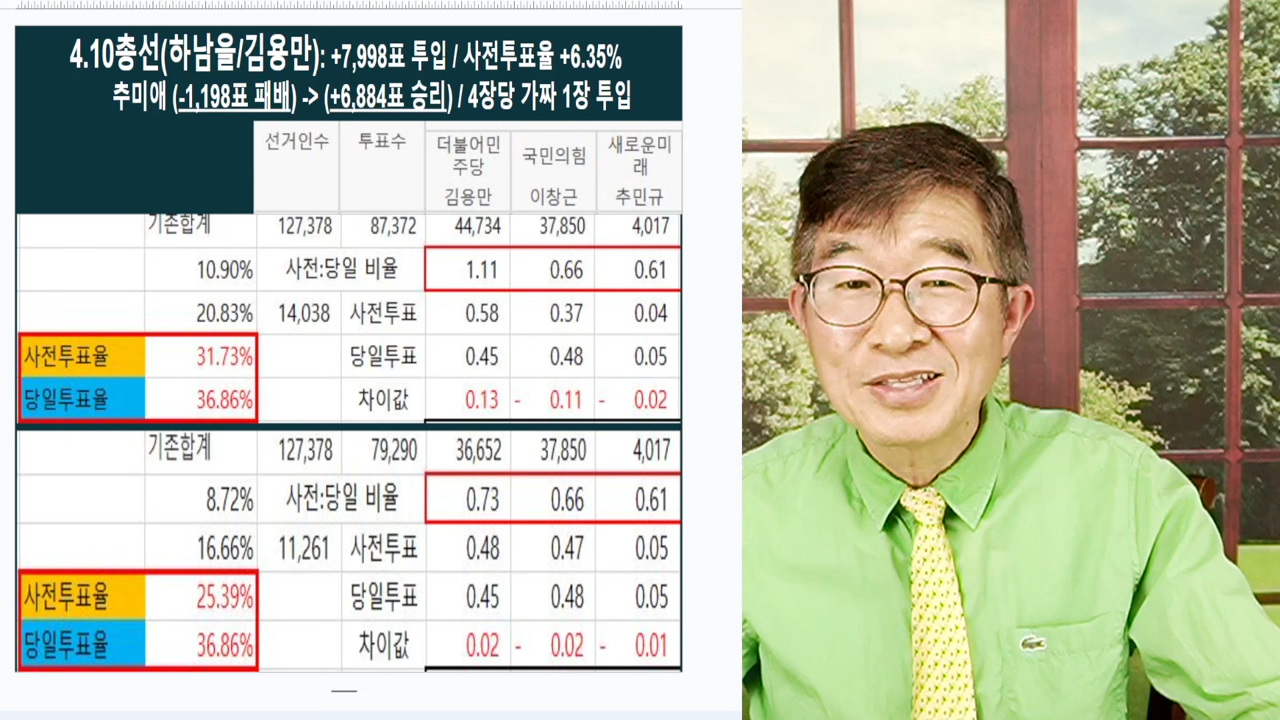 4.10총선(하남을/김용만): +7,998표 투입 / 사전투표율 +6.35%
추미애 (-1,198표 패배) -> (+6,884표 승리) / 4장당 가짜 1장 투입
선거인수 투표수 더불어민주당 김용만 국민의힘 이창근 새로운미래 추민규
기존합계 127,378 87,372 44,734 37,850 4,017
10.90% 사전:당일 비율 1.11 0.66 0.61
20.83% 14,038 사전투표 0.58 0.37 0.04
사전투표율 31.73% 당일투표 0.45 0.48 0.05
당일투표율 36.86% 차이값 0.13 - 0.11 - 0.02
기존합계 127,378 79,290 36,652 37,850 4,017
8.72% 사전:당일 비율 0.73 0.66 0.61
16.66% 11,261 사전투표 0.48 0.47 0.05
사전투표율 25.39% 당일투표 0.45 0.48 0.05
당일투표율 36.86% 차이값 0.02 - 0.02 - 0.01